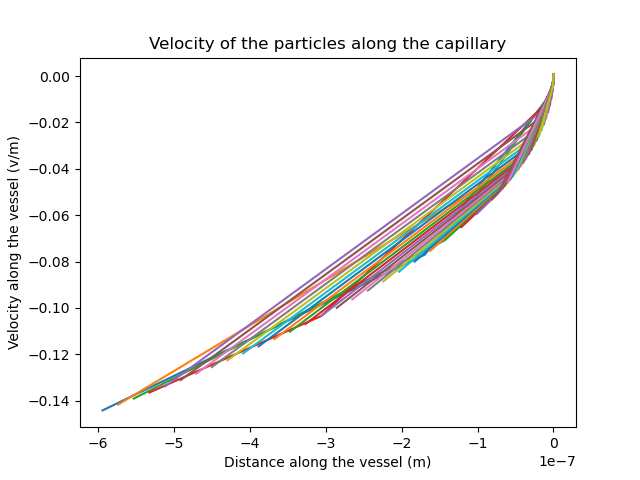 Velocity of the particles along the capillary
Velocity along the vessel (v/m)
0.00
−0.02
−0.04
−0.06
−0.08
−0.10
−0.12
−0.14
−6 −5 −4 −3 −2 −1 0
1e−7
Distance along the vessel (m)